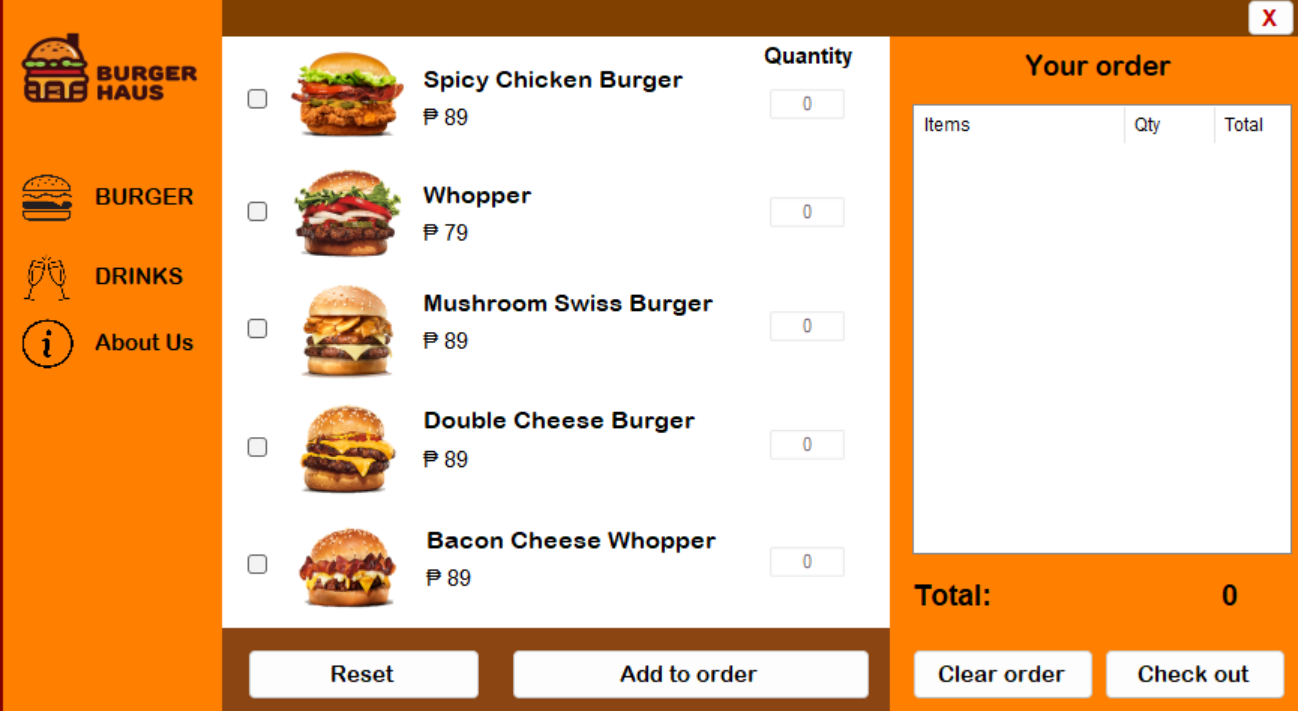 X
BURGER
HAUS
BURGER
DRINKS
i
About Us
Quantity
Spicy Chicken Burger
₱ 89
0
Whopper
₱ 79
0
Mushroom Swiss Burger
₱ 89
0
Double Cheese Burger
₱ 89
0
Bacon Cheese Whopper
₱ 89
0
Reset
Add to order
Your order
Items Qty Total
Total: 0
Clear order
Check out